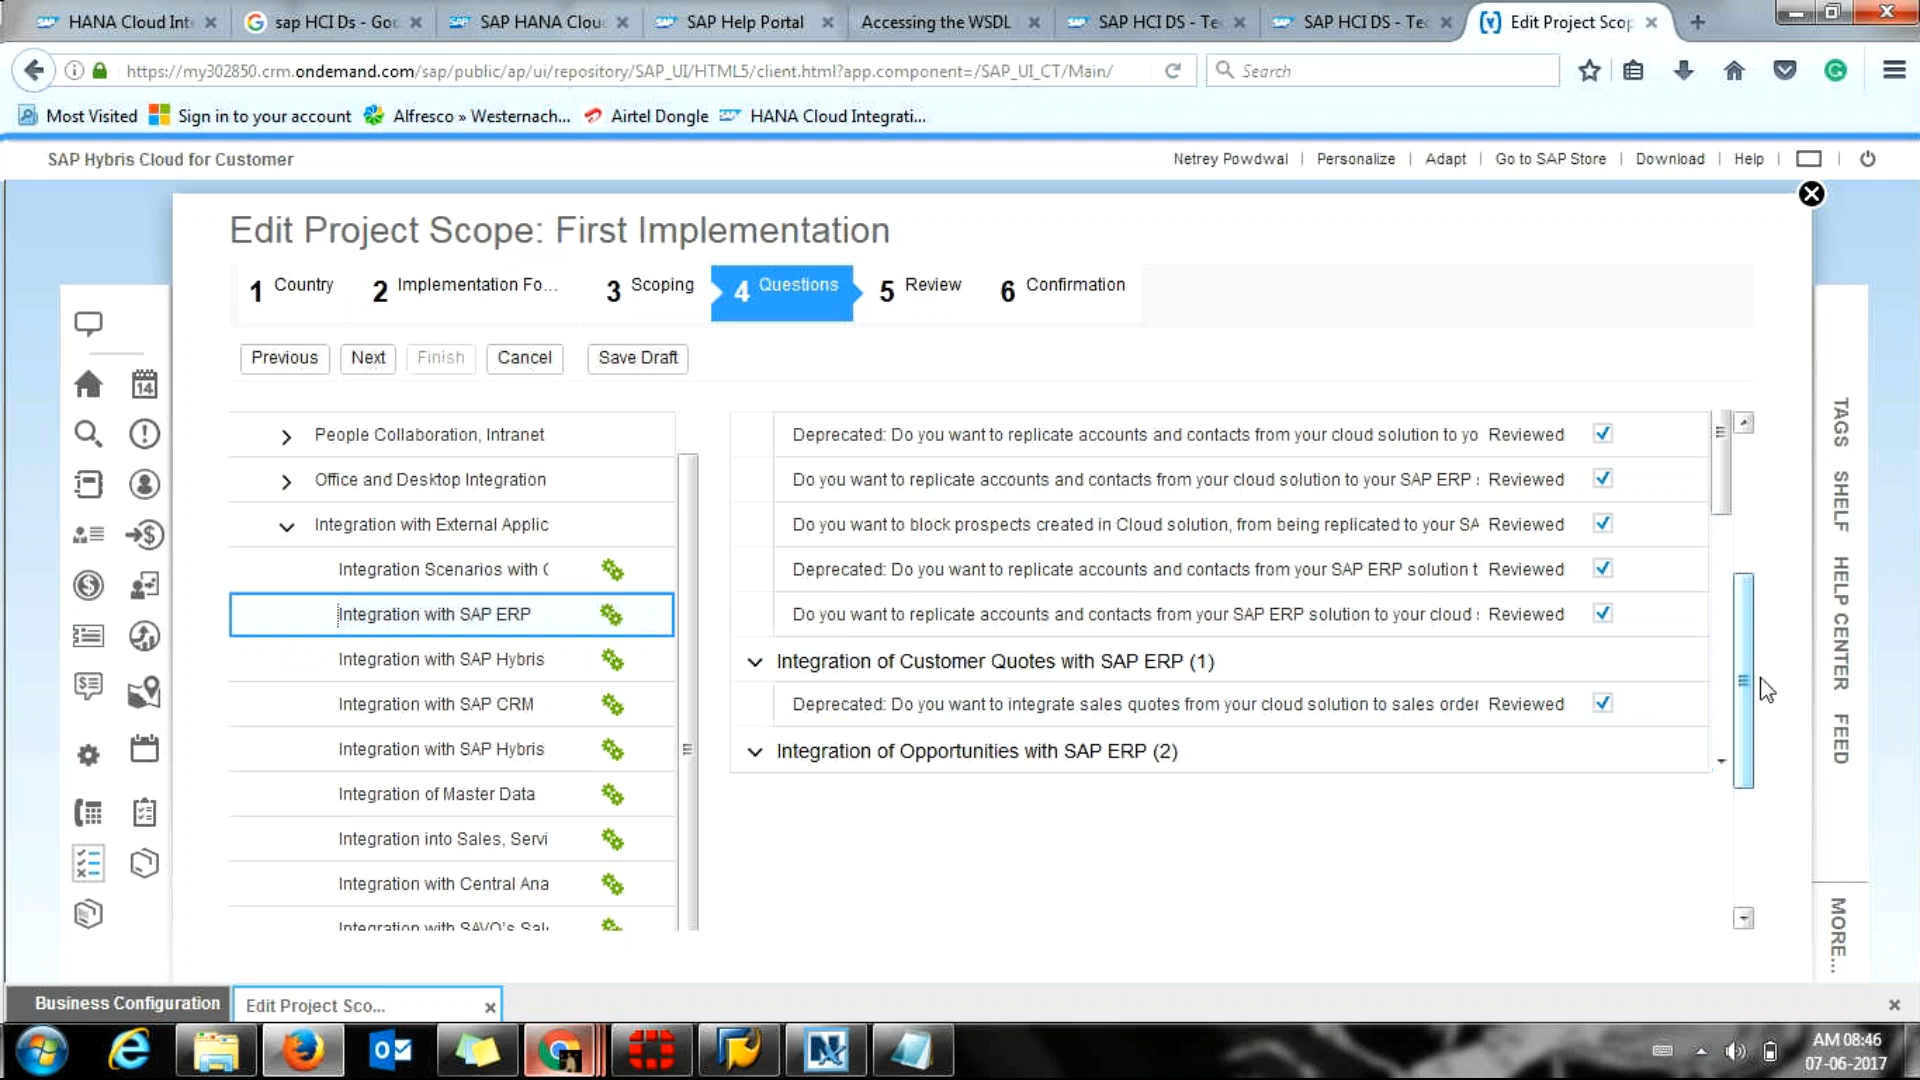 HANA Cloud Int
sap HCI Ds - Goo
SAP HANA Clou
SAP Help Portal
Accessing the WSDL
SAP HCI DS - Te
SAP HCI DS - Te
Edit Project Scop
https://my302850.crm.ondemand.com/sap/public/ap/ui/repository/SAP_UI/HTML5/client.html?app.component=/SAP_UI_CT/Main/
Search
Most Visited
Sign in to your account
Alfresco » Westernach...
Airtel Dongle
HANA Cloud Integrati...
SAP Hybris Cloud for Customer
Netrey Powdwal | Personalize | Adapt | Go to SAP Store | Download | Help
Edit Project Scope: First Implementation
1 Country
2 Implementation Fo...
3 Scoping
4 Questions
5 Review
6 Confirmation
Previous
Next
Finish
Cancel
Save Draft
14
People Collaboration, Intranet
Office and Desktop Integration
Integration with External Applic
Integration Scenarios with
Integration with SAP ERP
Integration with SAP Hybris
Integration with SAP CRM
Integration with SAP Hybris
Integration of Master Data
Integration into Sales, Servi
Integration with Central Ana
Integration with SAVO's Sal
Deprecated: Do you want to replicate accounts and contacts from your cloud solution to yo Reviewed
Do you want to replicate accounts and contacts from your cloud solution to your SAP ERP Reviewed
Do you want to block prospects created in Cloud solution, from being replicated to your SA Reviewed
Deprecated: Do you want to replicate accounts and contacts from your SAP ERP solution t Reviewed
Do you want to replicate accounts and contacts from your SAP ERP solution to your cloud Reviewed
Integration of Customer Quotes with SAP ERP (1)
Deprecated: Do you want to integrate sales quotes from your cloud solution to sales order Reviewed
Integration of Opportunities with SAP ERP (2)
TAGS
SHELF
HELP CENTER
FEED
MORE...
Business Configuration
Edit Project Sco...
AM 08:46
07-06-2017